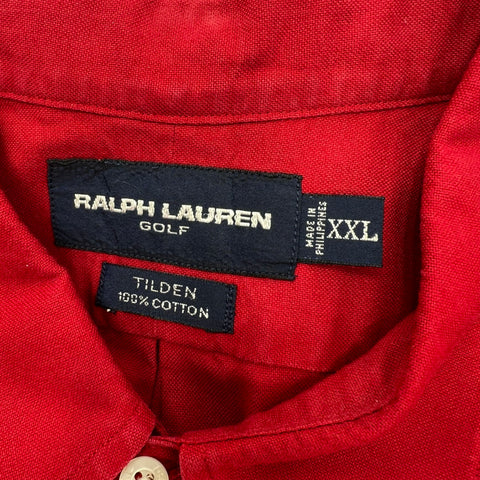 RALPH LAUREN
GOLF
MADE IN
PHILIPPINES
XXL
TILDEN
100% COTTON